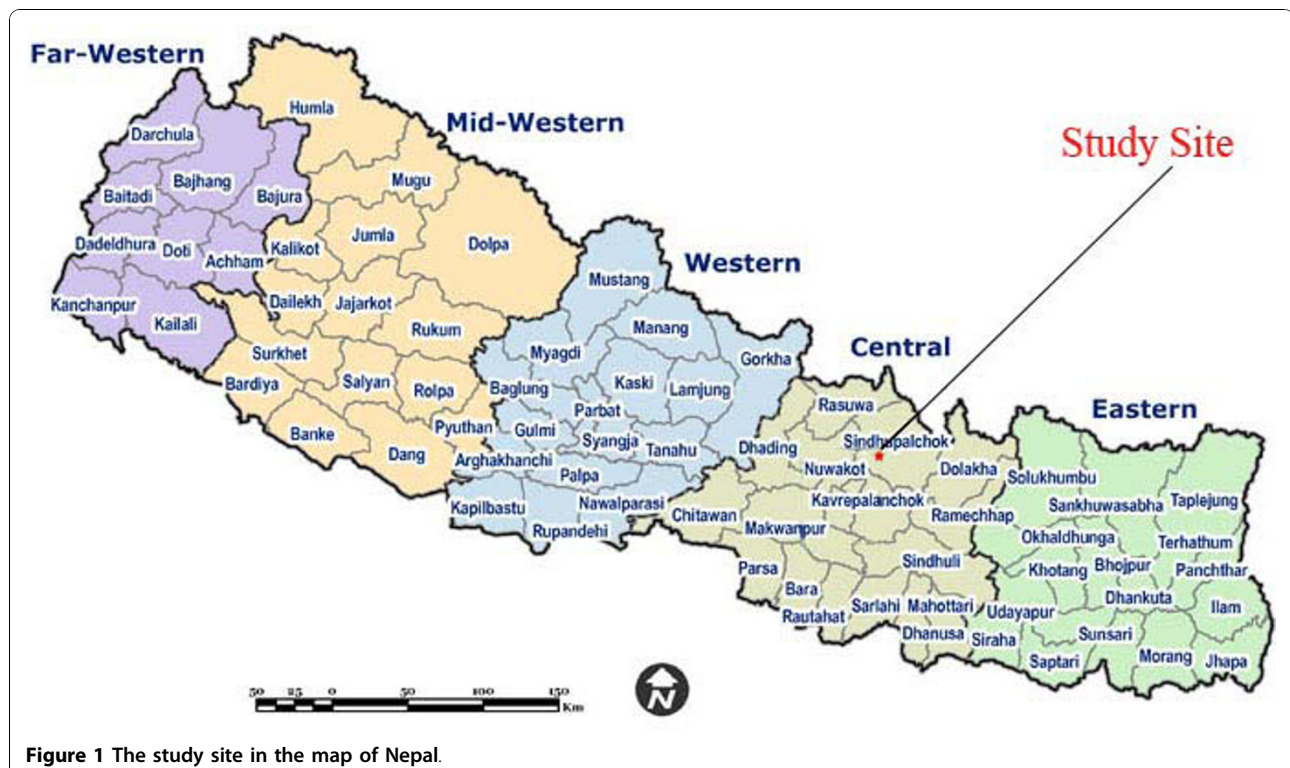 Far-Western
Humla
Mid-Western
Darchula
Study Site
Bajhang
Mugu
Baitadi
Bajura
Jumla
Dadeldhura
Doti
Kalikot
Dolpa
Achham
Western
Mustang
Kanchanpur
Dailekh
Jajarkot
Kailali
Rukum
Manang
Surkhet
Myagdi
Gorkha
Central
Bardiya
Salyan
Rolpa
Baglung
Kaski
Lamjung
Rasuwa
Eastern
Parbat
Pyuthan
Gulmi
Banke
Syangja
Sindhupalchok
Dang
Arghakhanchi
Tanahu
Dhading
Nuwakot
Dolakha
Palpa
Solukhumbu
Kapilbastu
Nawalparasi
Kavrepalanchok
Sankhuwasabha
Taplejung
Chitawan
Ramechhap
Rupandehi
Makwanpur
Okhaldhunga
Terhathum
Parsa
Sindhuli
Khotang
Bhojpur
Panchthar
Bara
Dhankuta
Rautahat
Sarlahi
Mahottari
Udayapur
Ilam
Dhanusa
Siraha
Sunsari
Saptari
Morang
Jhapa
50 25 0 50 100 150
Km
N
Figure 1 The study site in the map of Nepal.